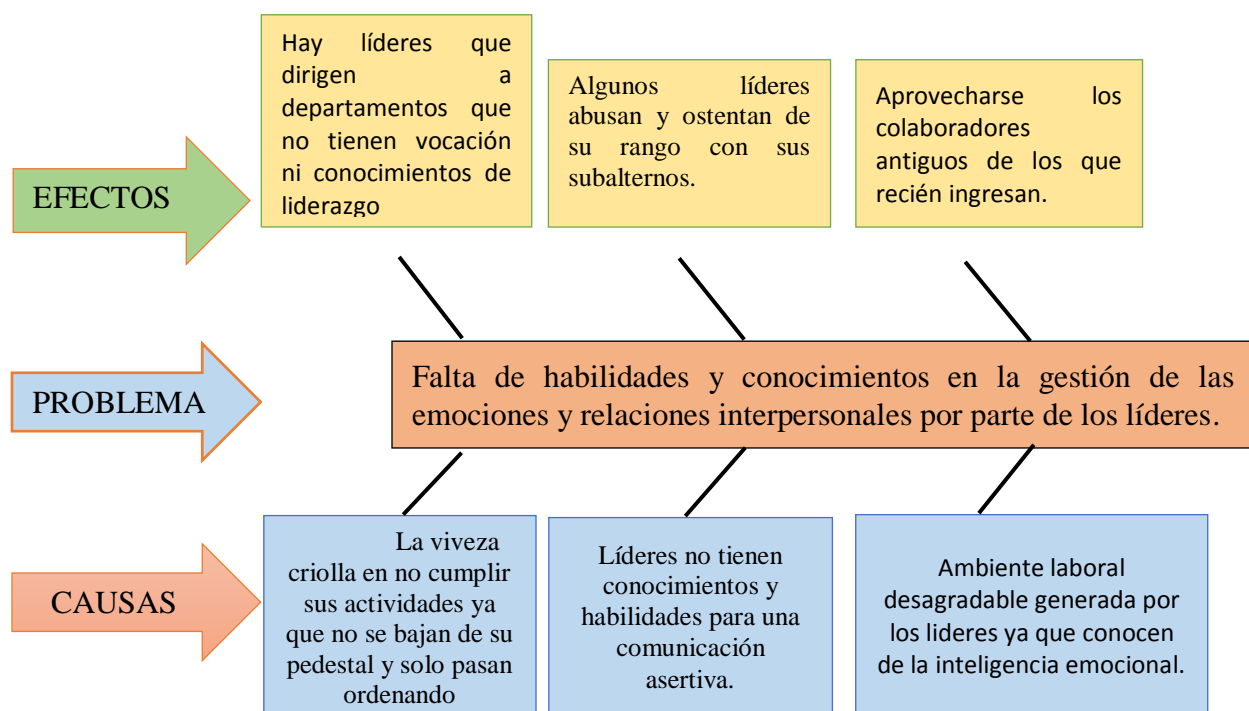 Hay líderes que
dirigen a
departamentos que
no tienen vocación
ni conocimientos de
liderazgo
Algunos líderes
abusan y ostentan de
su rango con sus
subalternos.
Aprovecharse los
colaboradores
antiguos de los que
recién ingresan.
EFECTOS
PROBLEMA
Falta de habilidades y conocimientos en la gestión de las
emociones y relaciones interpersonales por parte de los líderes.
CAUSAS
La viveza
criolla en no cumplir
sus actividades ya
que no se bajan de su
pedestal y solo pasan
ordenando
Líderes no tienen
conocimientos y
habilidades para una
comunicación
asertiva.
Ambiente laboral
desagradable generada por
los lideres ya que conocen
de la inteligencia emocional.